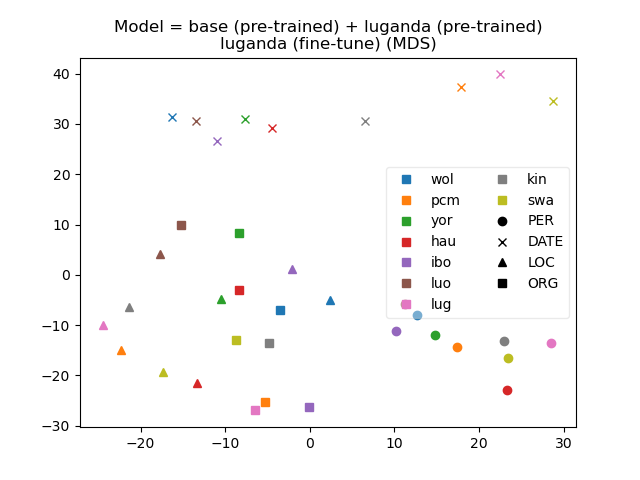 Model = base (pre-trained) + luganda (pre-trained)
luganda (fine-tune) (MDS)
40
30
20
10
0
−10
−20
−30
wol
pcm
yor
hau
ibo
luo
lug
kin
swa
PER
DATE
LOC
ORG
−20
−10
0
10
20
30